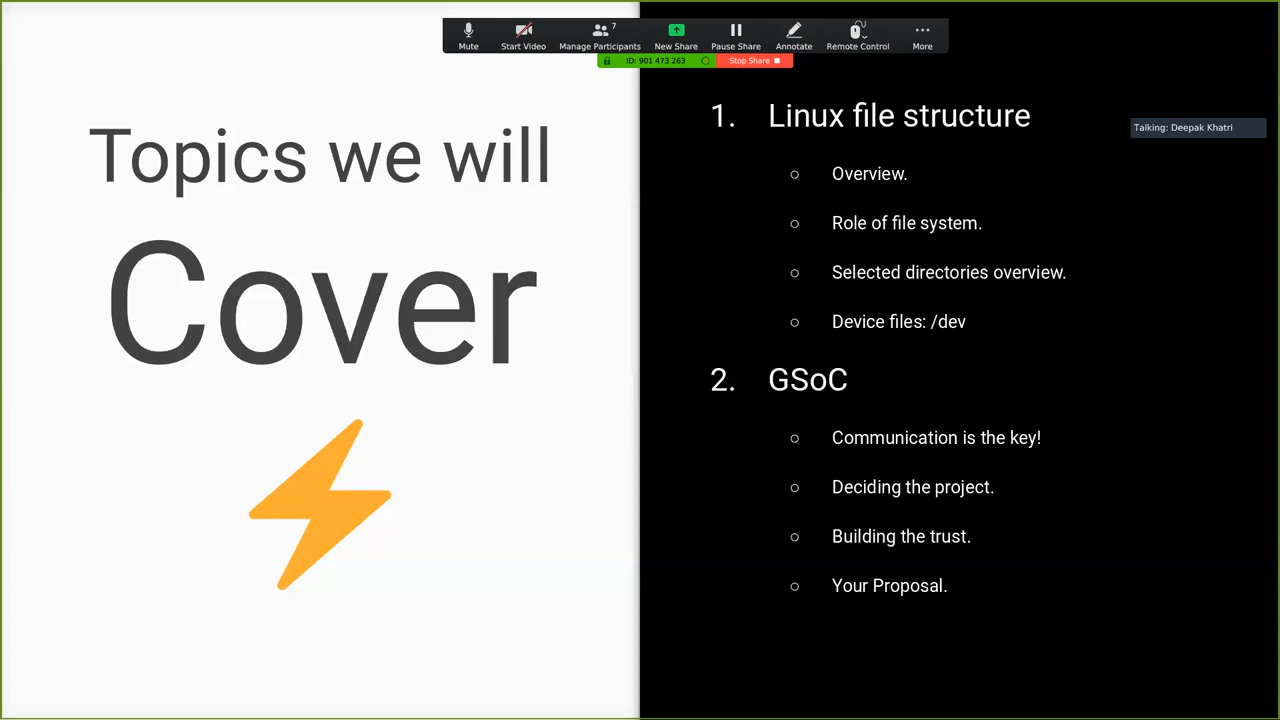 7
Mute Start Video Manage Participants New Share Pause Share Annotate Remote Control More
ID: 901 473 263 Stop Share
Talking: Deepak Khatri
Topics we will
Cover
1. Linux file structure
○ Overview.
○ Role of file system.
○ Selected directories overview.
○ Device files: /dev
2. GSoC
○ Communication is the key!
○ Deciding the project.
○ Building the trust.
○ Your Proposal.